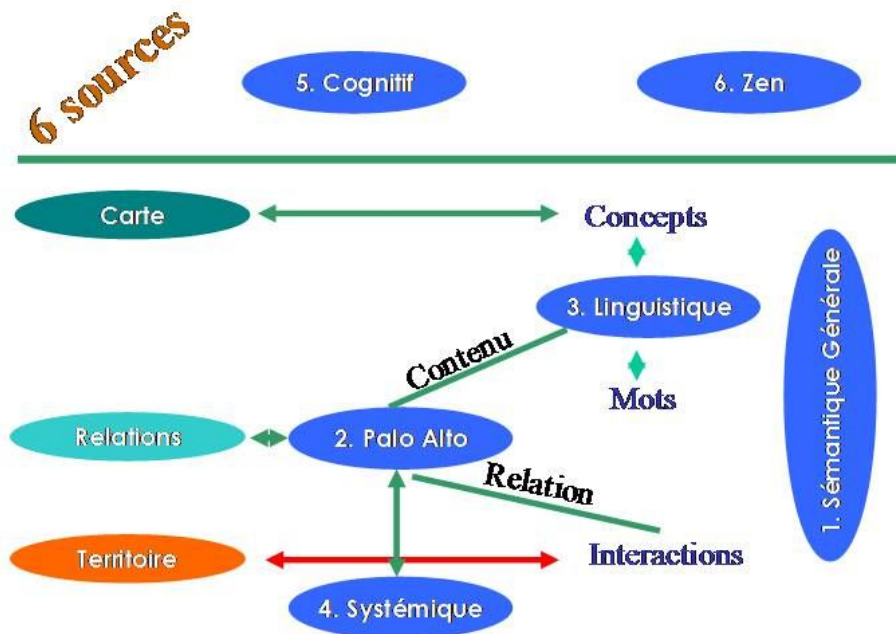 6 sources
5. Cognitif
6. Zen
Carte
Concepts
3. Linguistique
1. Sémantique Générale
Contenu
Mots
Relations
2. Palo Alto
Relation
Territoire
Interactions
4. Systémique